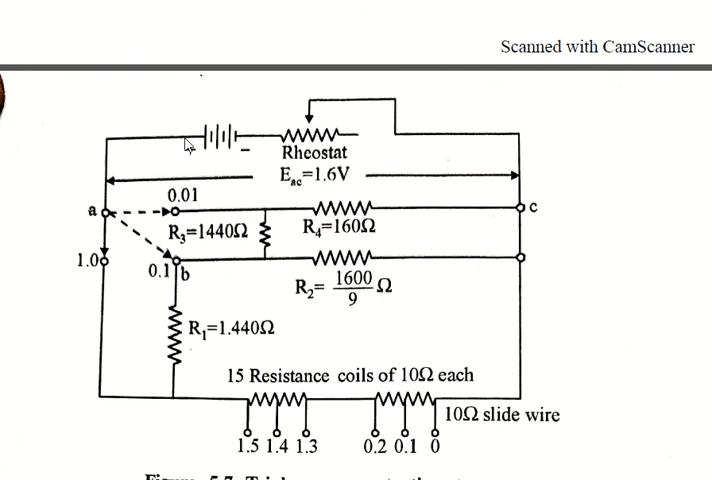 Scanned with CamScanner
Rheostat
E_ac=1.6V
0.01
a
c
R₃=1440Ω
R₄=160Ω
1.0
0.1
b
R₂= 1600/9 Ω
R₁=1.440Ω
15 Resistance coils of 10Ω each
10Ω slide wire
1.5 1.4 1.3 0.2 0.1 0